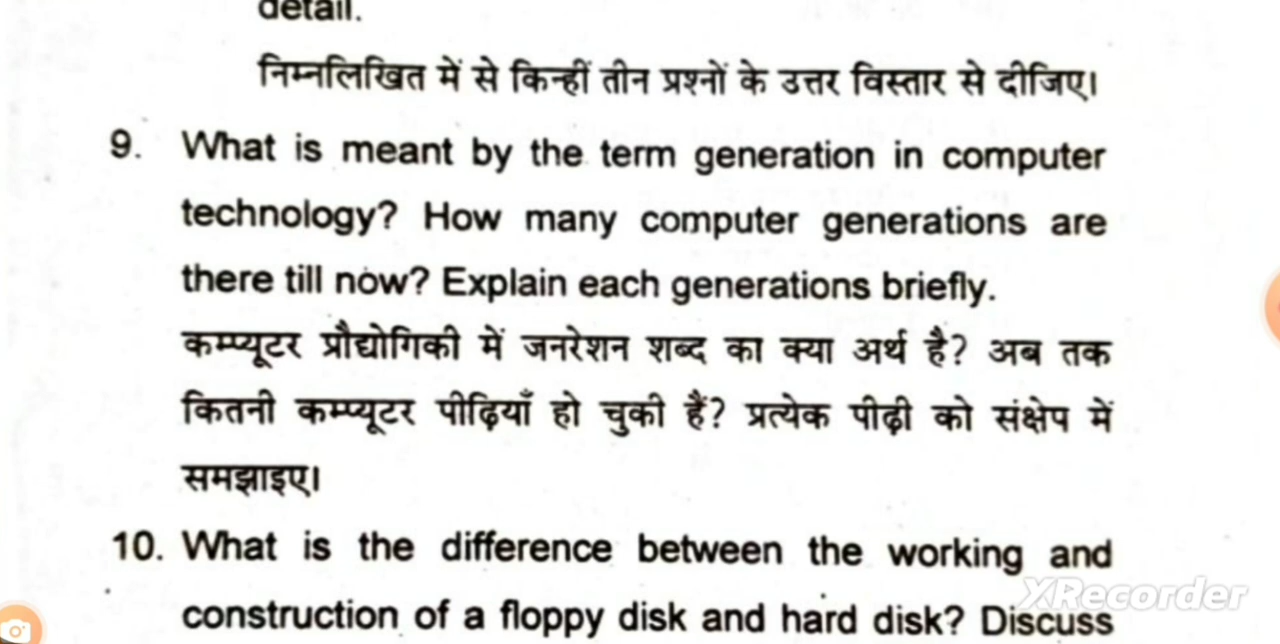 detail.
निम्नलिखित में से किन्हीं तीन प्रश्नों के उत्तर विस्तार से दीजिए।
9. What is meant by the term generation in computer
technology? How many computer generations are
there till now? Explain each generations briefly.
कम्प्यूटर प्रौद्योगिकी में जनरेशन शब्द का क्या अर्थ है? अब तक
कितनी कम्प्यूटर पीढ़ियाँ हो चुकी हैं? प्रत्येक पीढ़ी को संक्षेप में
समझाइए।
10. What is the difference between the working and
XRecorder
construction of a floppy disk and hard disk? Discuss